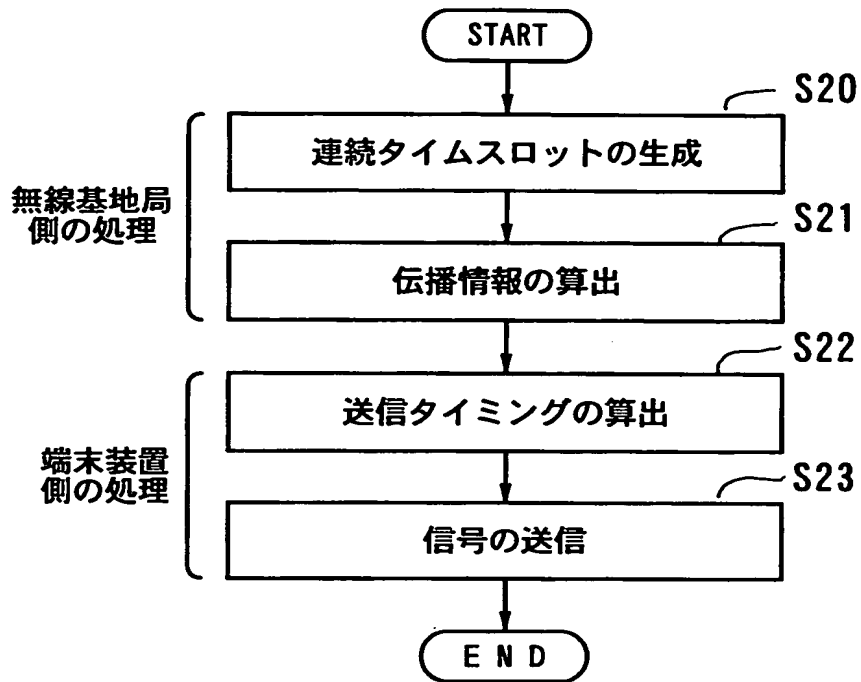 START
S20
連続タイムスロットの生成
無線基地局
側の処理
S21
伝播情報の算出
S22
送信タイミングの算出
端末装置
側の処理
S23
信号の送信
END